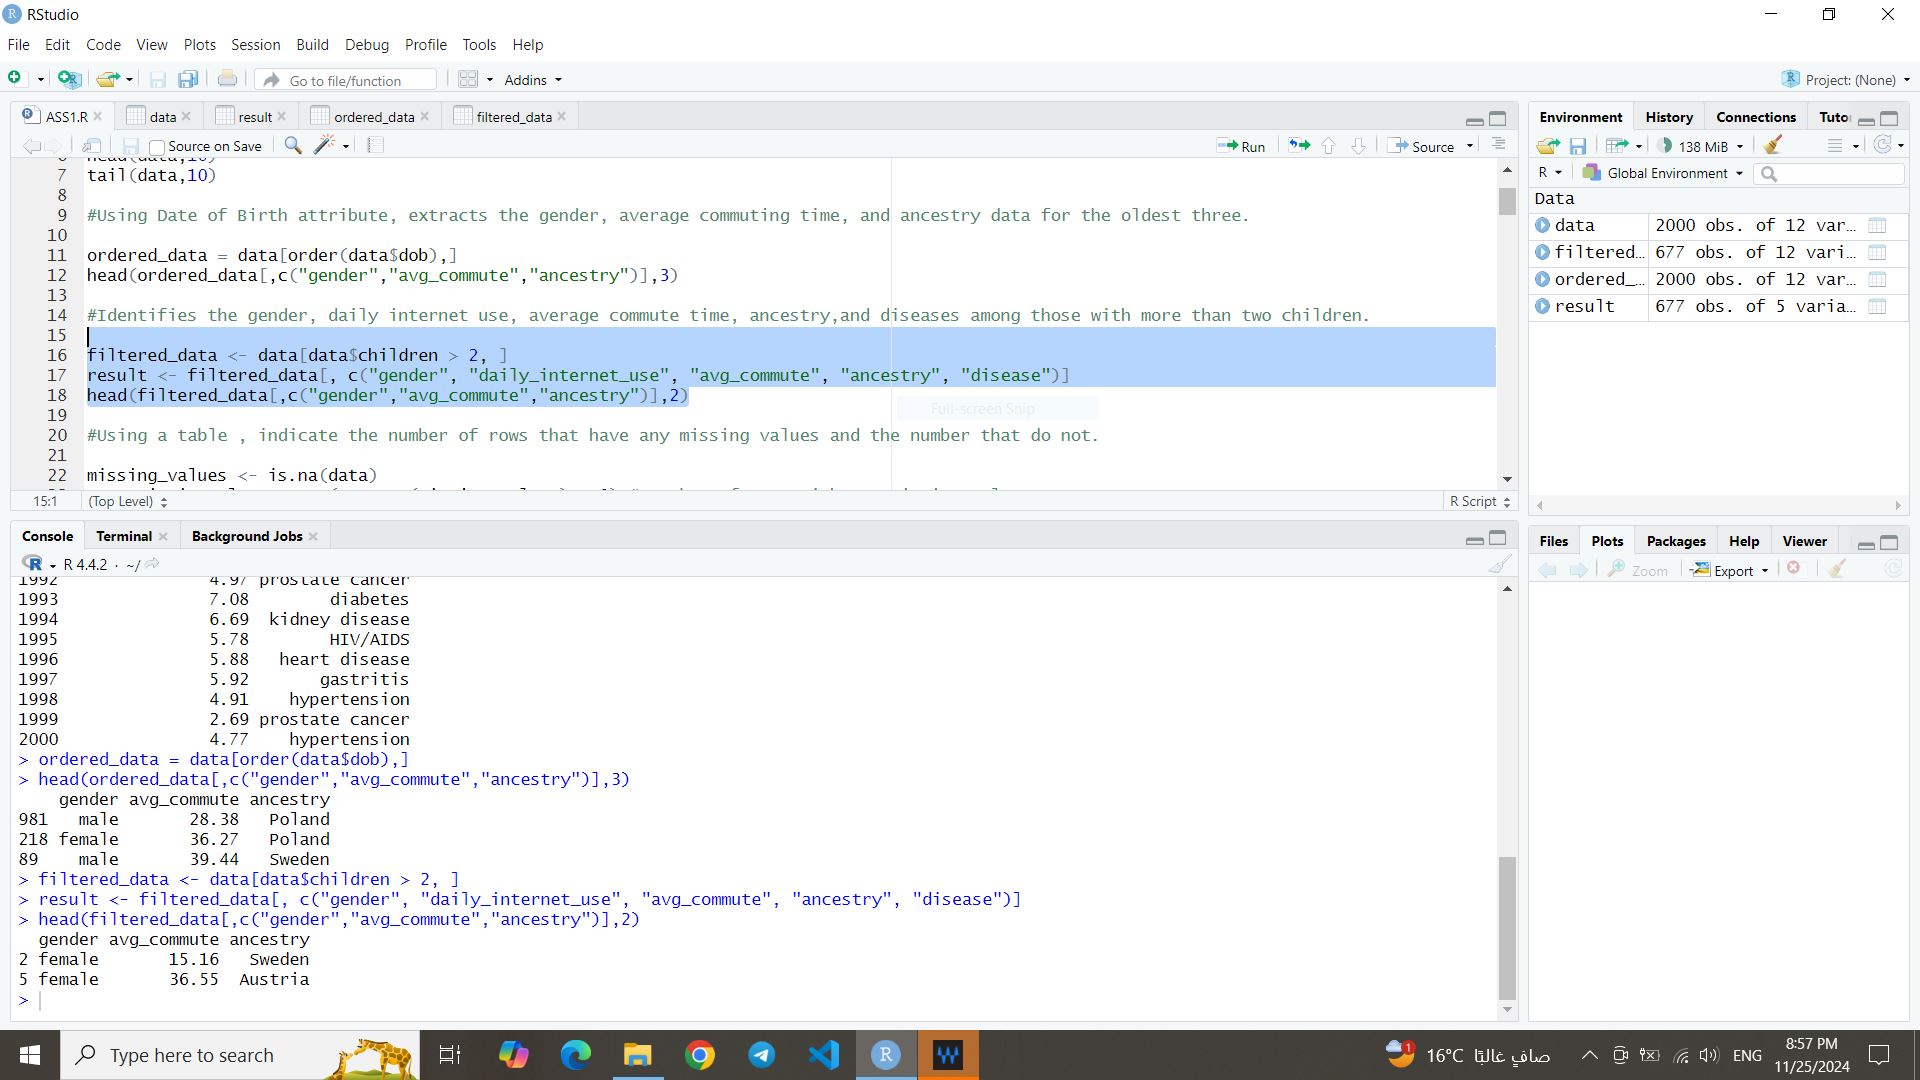 RStudio
File Edit Code View Plots Session Build Debug Profile Tools Help
Go to file/function Addins Project: (None)
ASS1.R data result ordered_data filtered_data
Source on Save Run Source
head(data,10)
7 tail(data,10)
8
9 #Using Date of Birth attribute, extracts the gender, average commuting time, and ancestry data for the oldest three.
10
11 ordered_data = data[order(data$dob),]
12 head(ordered_data[,c("gender","avg_commute","ancestry")],3)
13
14 #Identifies the gender, daily internet use, average commute time, ancestry,and diseases among those with more than two children.
15
16 filtered_data <- data[data$children > 2, ]
17 result <- filtered_data[, c("gender", "daily_internet_use", "avg_commute", "ancestry", "disease")]
18 head(filtered_data[,c("gender","avg_commute","ancestry")],2)
Full-screen Snip
19
20 #Using a table , indicate the number of rows that have any missing values and the number that do not.
21
22 missing_values <- is.na(data)
15:1 (Top Level) R Script
Console Terminal Background Jobs
R 4.4.2 · ~/
1992 4.97 prostate cancer
1993 7.08 diabetes
1994 6.69 kidney disease
1995 5.78 HIV/AIDS
1996 5.88 heart disease
1997 5.92 gastritis
1998 4.91 hypertension
1999 2.69 prostate cancer
2000 4.77 hypertension
> ordered_data = data[order(data$dob),]
> head(ordered_data[,c("gender","avg_commute","ancestry")],3)
gender avg_commute ancestry
981 male 28.38 Poland
218 female 36.27 Poland
89 male 39.44 Sweden
> filtered_data <- data[data$children > 2, ]
> result <- filtered_data[, c("gender", "daily_internet_use", "avg_commute", "ancestry", "disease")]
> head(filtered_data[,c("gender","avg_commute","ancestry")],2)
gender avg_commute ancestry
2 female 15.16 Sweden
5 female 36.55 Austria
>
Environment History Connections Tuto
138 MiB
R Global Environment
Data
data 2000 obs. of 12 var…
filtered… 677 obs. of 12 vari…
ordered_… 2000 obs. of 12 var…
result 677 obs. of 5 varia…
Files Plots Packages Help Viewer
Zoom Export
Type here to search
1 16°C صافٍ غالبًا ENG
8:57 PM
11/25/2024